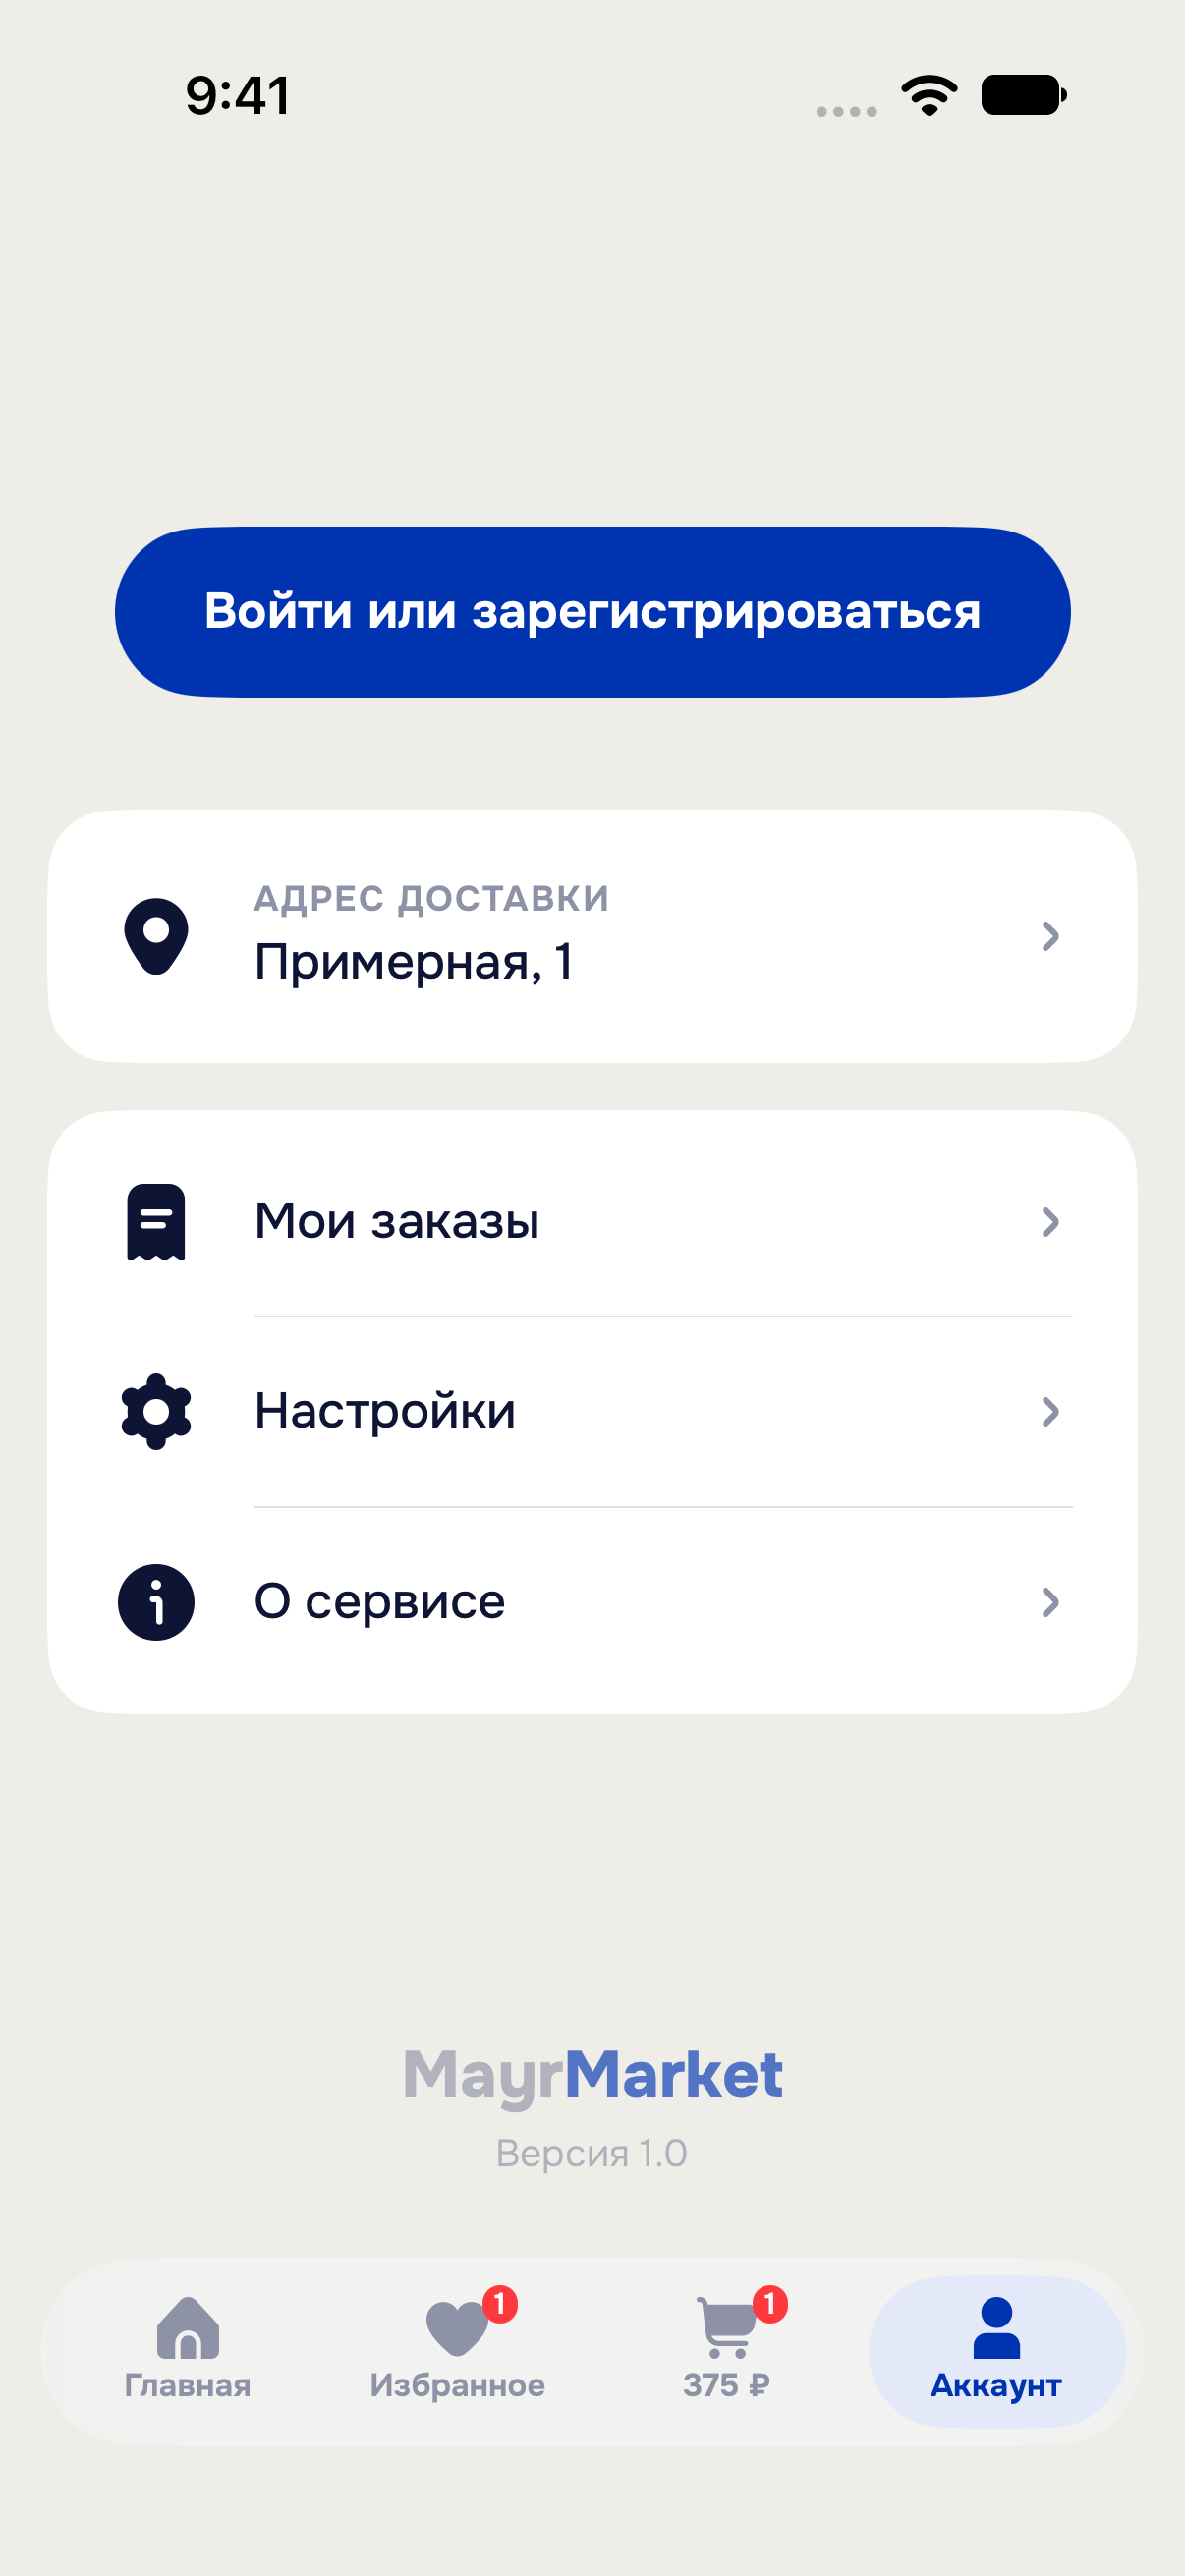 9:41
Войти или зарегистрироваться
АДРЕС ДОСТАВКИ
Примерная, 1
Мои заказы
Настройки
О сервисе
MayrMarket
Версия 1.0
1
1
Главная
Избранное
375 ₽
Аккаунт